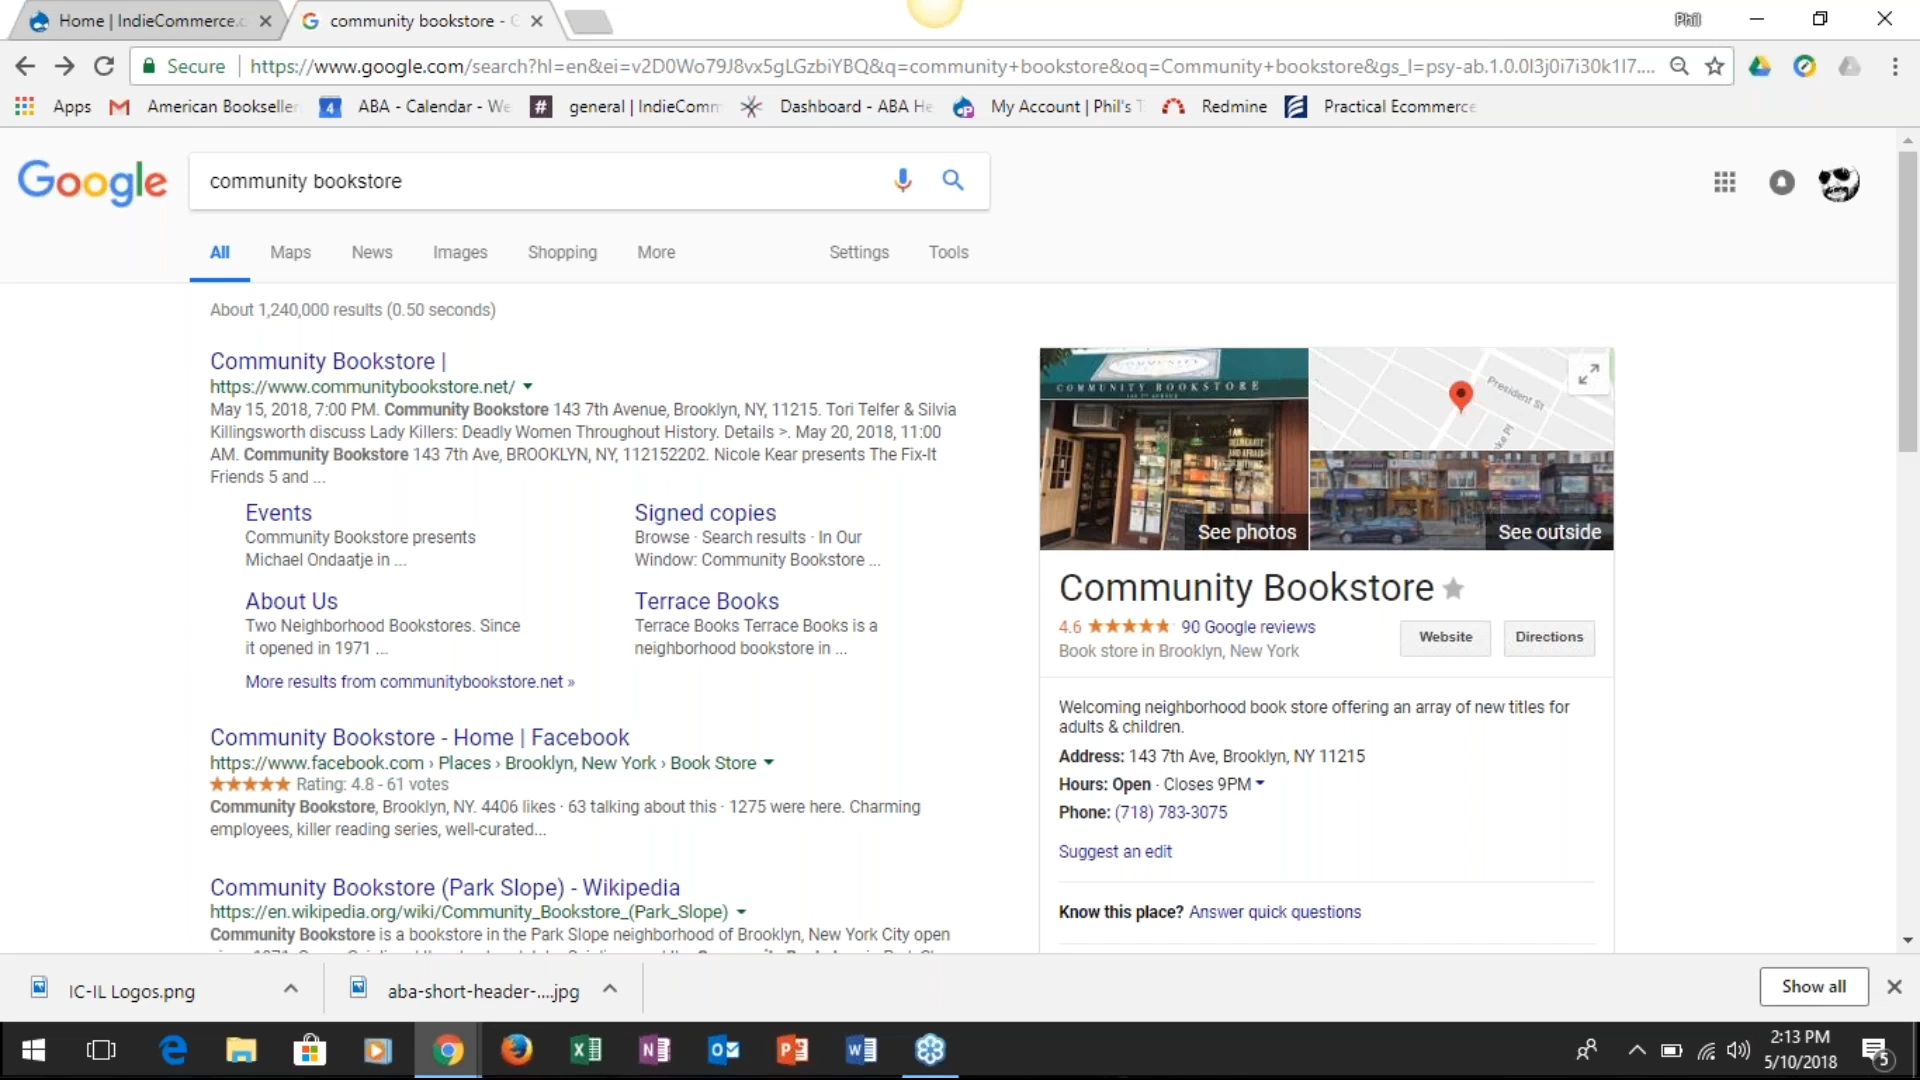 Home | IndieCommerce.c
community bookstore - G
Phil
Secure
https://www.google.com/search?hl=en&ei=v2D0Wo79J8vx5gLGzbiYBQ&q=community+bookstore&oq=Community+bookstore&gs_l=psy-ab.1.0.0l3j0i7i30k1l7....
Apps
American Bookseller
4
ABA - Calendar - We
#
general | IndieComm
Dashboard - ABA He
My Account | Phil's T
Redmine
Practical Ecommerce
Google
community bookstore
All
Maps
News
Images
Shopping
More
Settings
Tools
About 1,240,000 results (0.50 seconds)
Community Bookstore |
https://www.communitybookstore.net/
May 15, 2018, 7:00 PM. Community Bookstore 143 7th Avenue, Brooklyn, NY, 11215. Tori Telfer & Silvia
Killingsworth discuss Lady Killers: Deadly Women Throughout History. Details >. May 20, 2018, 11:00
AM. Community Bookstore 143 7th Ave, BROOKLYN, NY, 112152202. Nicole Kear presents The Fix-It
Friends 5 and ...
Events
Community Bookstore presents
Michael Ondaatje in ...
Signed copies
Browse · Search results · In Our
Window: Community Bookstore ...
About Us
Two Neighborhood Bookstores. Since
it opened in 1971 ...
Terrace Books
Terrace Books Terrace Books is a
neighborhood bookstore in ...
More results from communitybookstore.net »
Community Bookstore - Home | Facebook
https://www.facebook.com › Places › Brooklyn, New York › Book Store
Rating: 4.8 - 61 votes
Community Bookstore, Brooklyn, NY. 4406 likes · 63 talking about this · 1275 were here. Charming
employees, killer reading series, well-curated...
Community Bookstore (Park Slope) - Wikipedia
https://en.wikipedia.org/wiki/Community_Bookstore_(Park_Slope)
Community Bookstore is a bookstore in the Park Slope neighborhood of Brooklyn, New York City open
COMMUNITY BOOKSTORE
See photos
President St
See outside
Community Bookstore
4.6
90 Google reviews
Book store in Brooklyn, New York
Website
Directions
Welcoming neighborhood book store offering an array of new titles for
adults & children.
Address: 143 7th Ave, Brooklyn, NY 11215
Hours: Open · Closes 9PM
Phone: (718) 783-3075
Suggest an edit
Know this place? Answer quick questions
IC-IL Logos.png
aba-short-header-....jpg
Show all
2:13 PM
5/10/2018
5